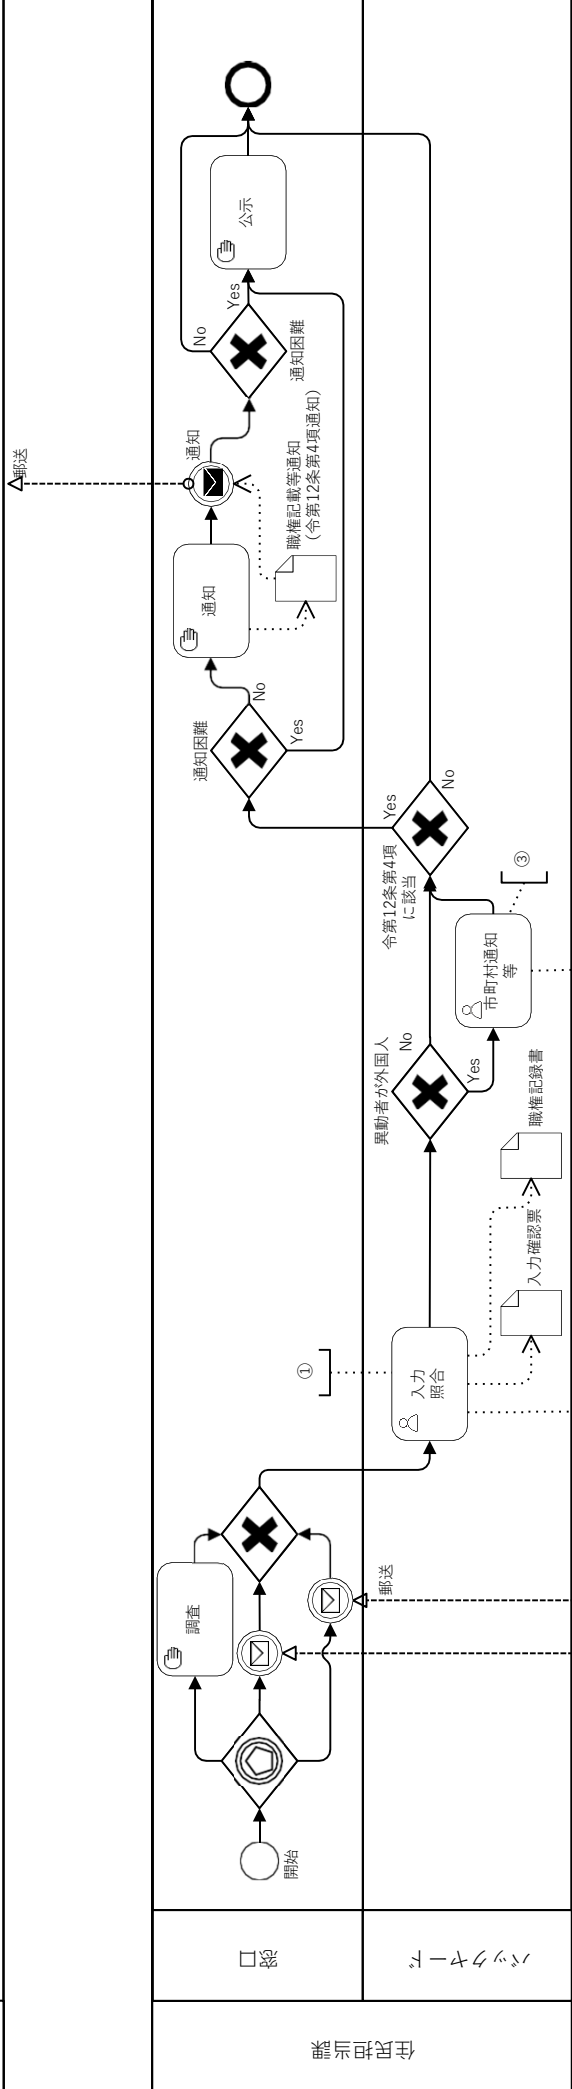 住民担当課
窓口
バックヤード
開始
調査
郵送
①
入力
照合
入力確認票
職権記録書
異動者が外国人
No
Yes
市町村通知
等
③
令第12条第4項
に該当
Yes
No
通知困難
No
Yes
通知
職権記載等通知
(令第12条第4項通知)
通知
郵送
通知困難
No
Yes
公示